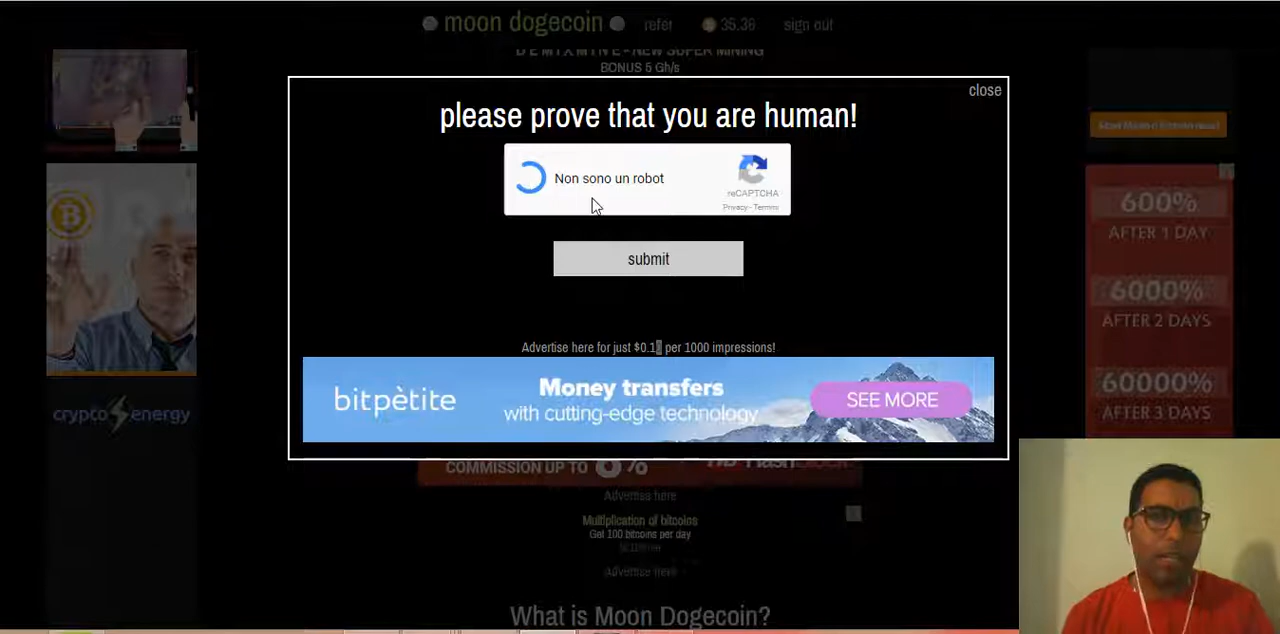 moon dogecoin refer 35.36 sign out
D E M I X M I N E - NEW SUPER MINING
BONUS 5 Gh/s
close
please prove that you are human!
Non sono un robot
reCAPTCHA
Privacy - Termini
submit
Advertise here for just $0.1 per 1000 impressions!
bitpètite
Money transfers
with cutting-edge technology
SEE MORE
crypto energy
600%
AFTER 1 DAY
6000%
AFTER 2 DAYS
60000%
AFTER 3 DAYS
COMMISSION UP TO %
Advertise here
Multiplication of bitcoins
Get 100 bitcoins per day
Advertise here
What is Moon Dogecoin?